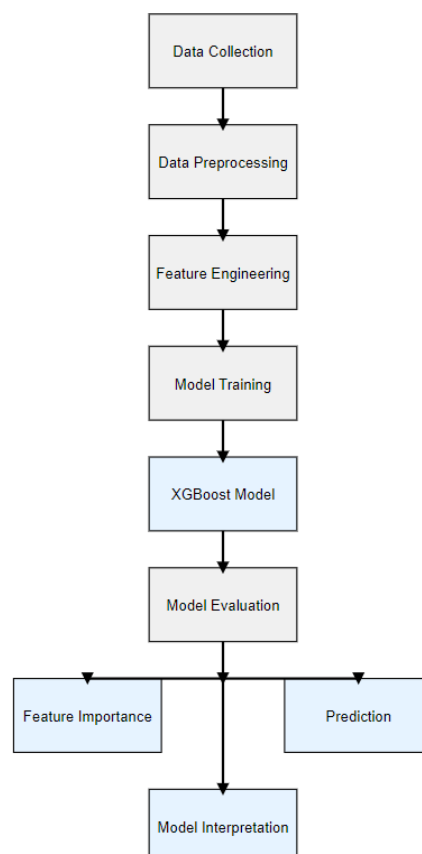 Data Collection
Data Preprocessing
Feature Engineering
Model Training
XGBoost Model
Model Evaluation
Feature Importance
Prediction
Model Interpretation